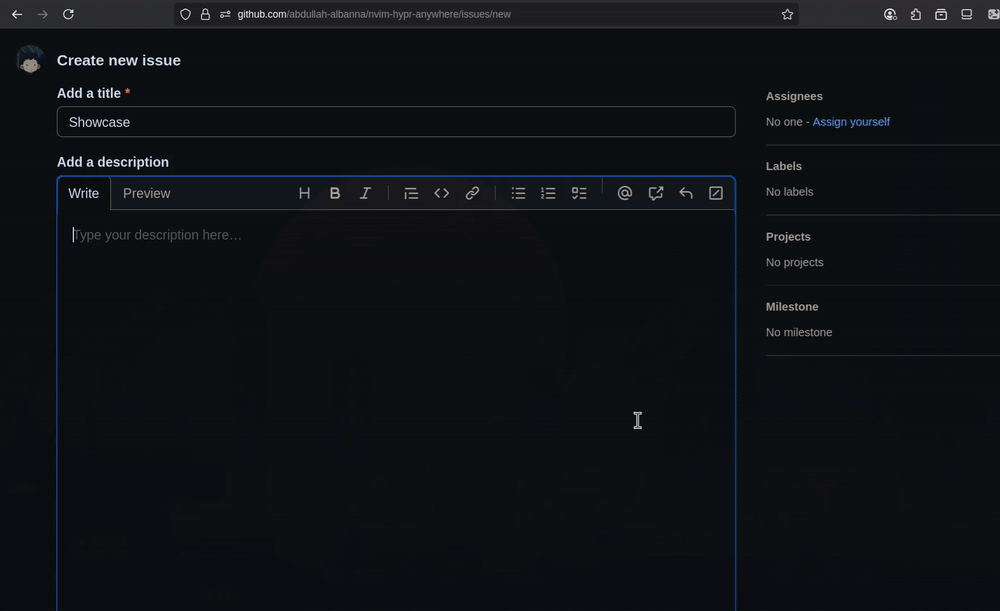 github.com/abdullah-albanna/nvim-hypr-anywhere/issues/new
Create new issue
Add a title *
Showcase
Add a description
Write Preview
Type your description here…
Assignees
No one - Assign yourself
Labels
No labels
Projects
No projects
Milestone
No milestone